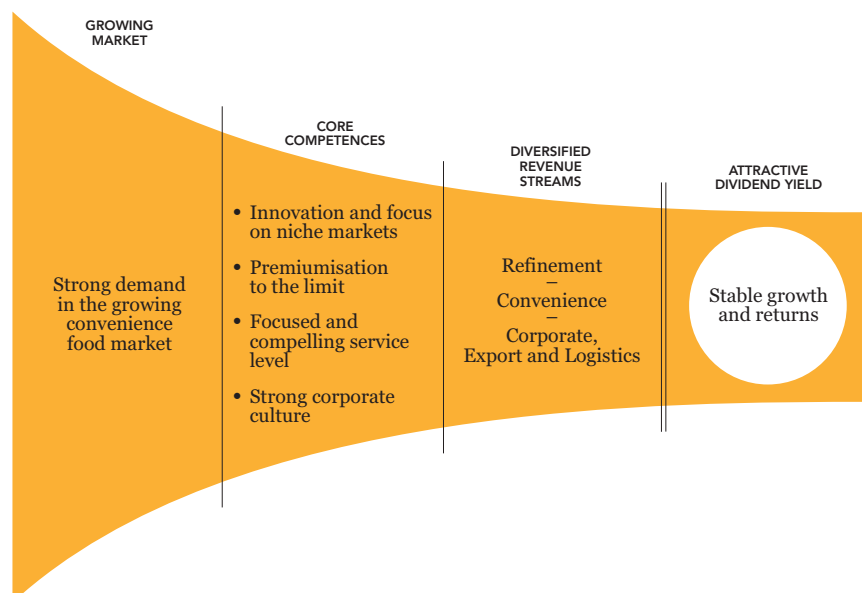 GROWING
MARKET
Strong demand
in the growing
convenience
food market
CORE
COMPETENCES
• Innovation and focus
on niche markets
• Premiumisation
to the limit
• Focused and
compelling service
level
• Strong corporate
culture
DIVERSIFIED
REVENUE
STREAMS
Refinement
–
Convenience
–
Corporate,
Export and Logistics
ATTRACTIVE
DIVIDEND YIELD
Stable growth
and returns